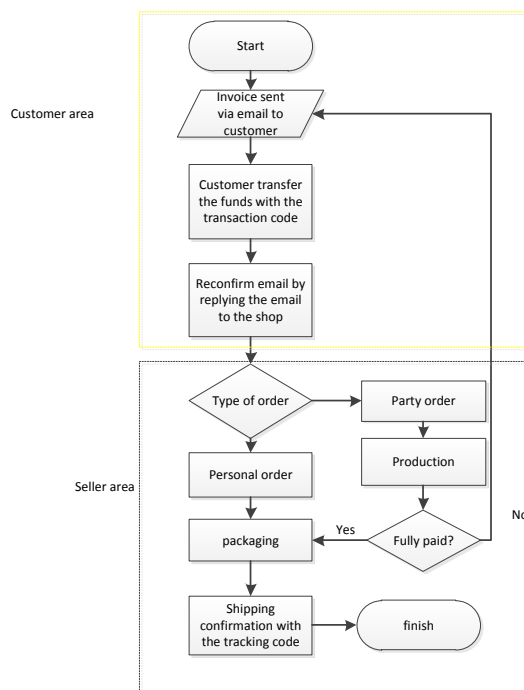 Start
Customer area
Invoice sent
via email to
customer
Customer transfer
the funds with the
transaction code
Reconfirm email by
replying the email
to the shop
Type of order
Party order
Seller area
Personal order
Production
No
packaging
Yes
Fully paid?
Shipping
confirmation with
the tracking code
finish